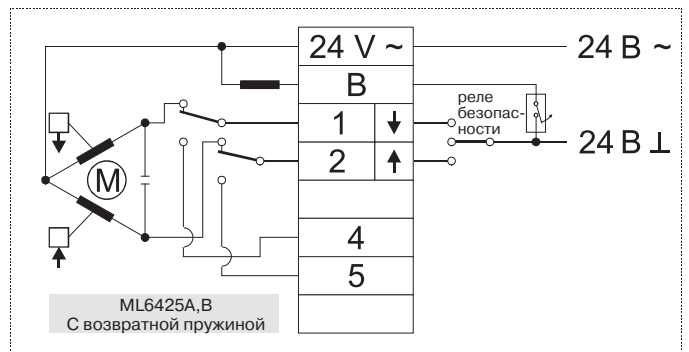 24 V ~
24 В ~
B
реле
безопас-
ности
1 ↓
24 В ⊥
2 ↑
M
4
5
ML6425A,B
С возвратной пружиной